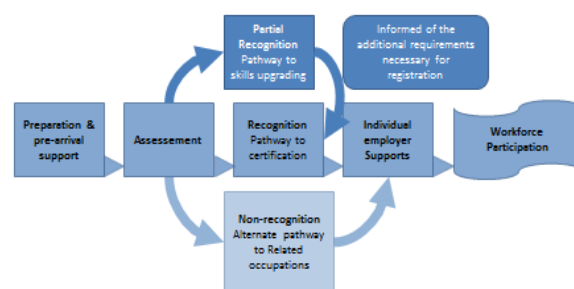 Partial
Recognition
Pathway to
skills upgrading
Informed of the
additional requirements
necessary for
registration
Preparation &
pre-arrival
support
Assessement
Recognition
Pathway to
certification
Individual
employer
Supports
Workforce
Participation
Non-recognition
Alternate pathway
to Related
occupations